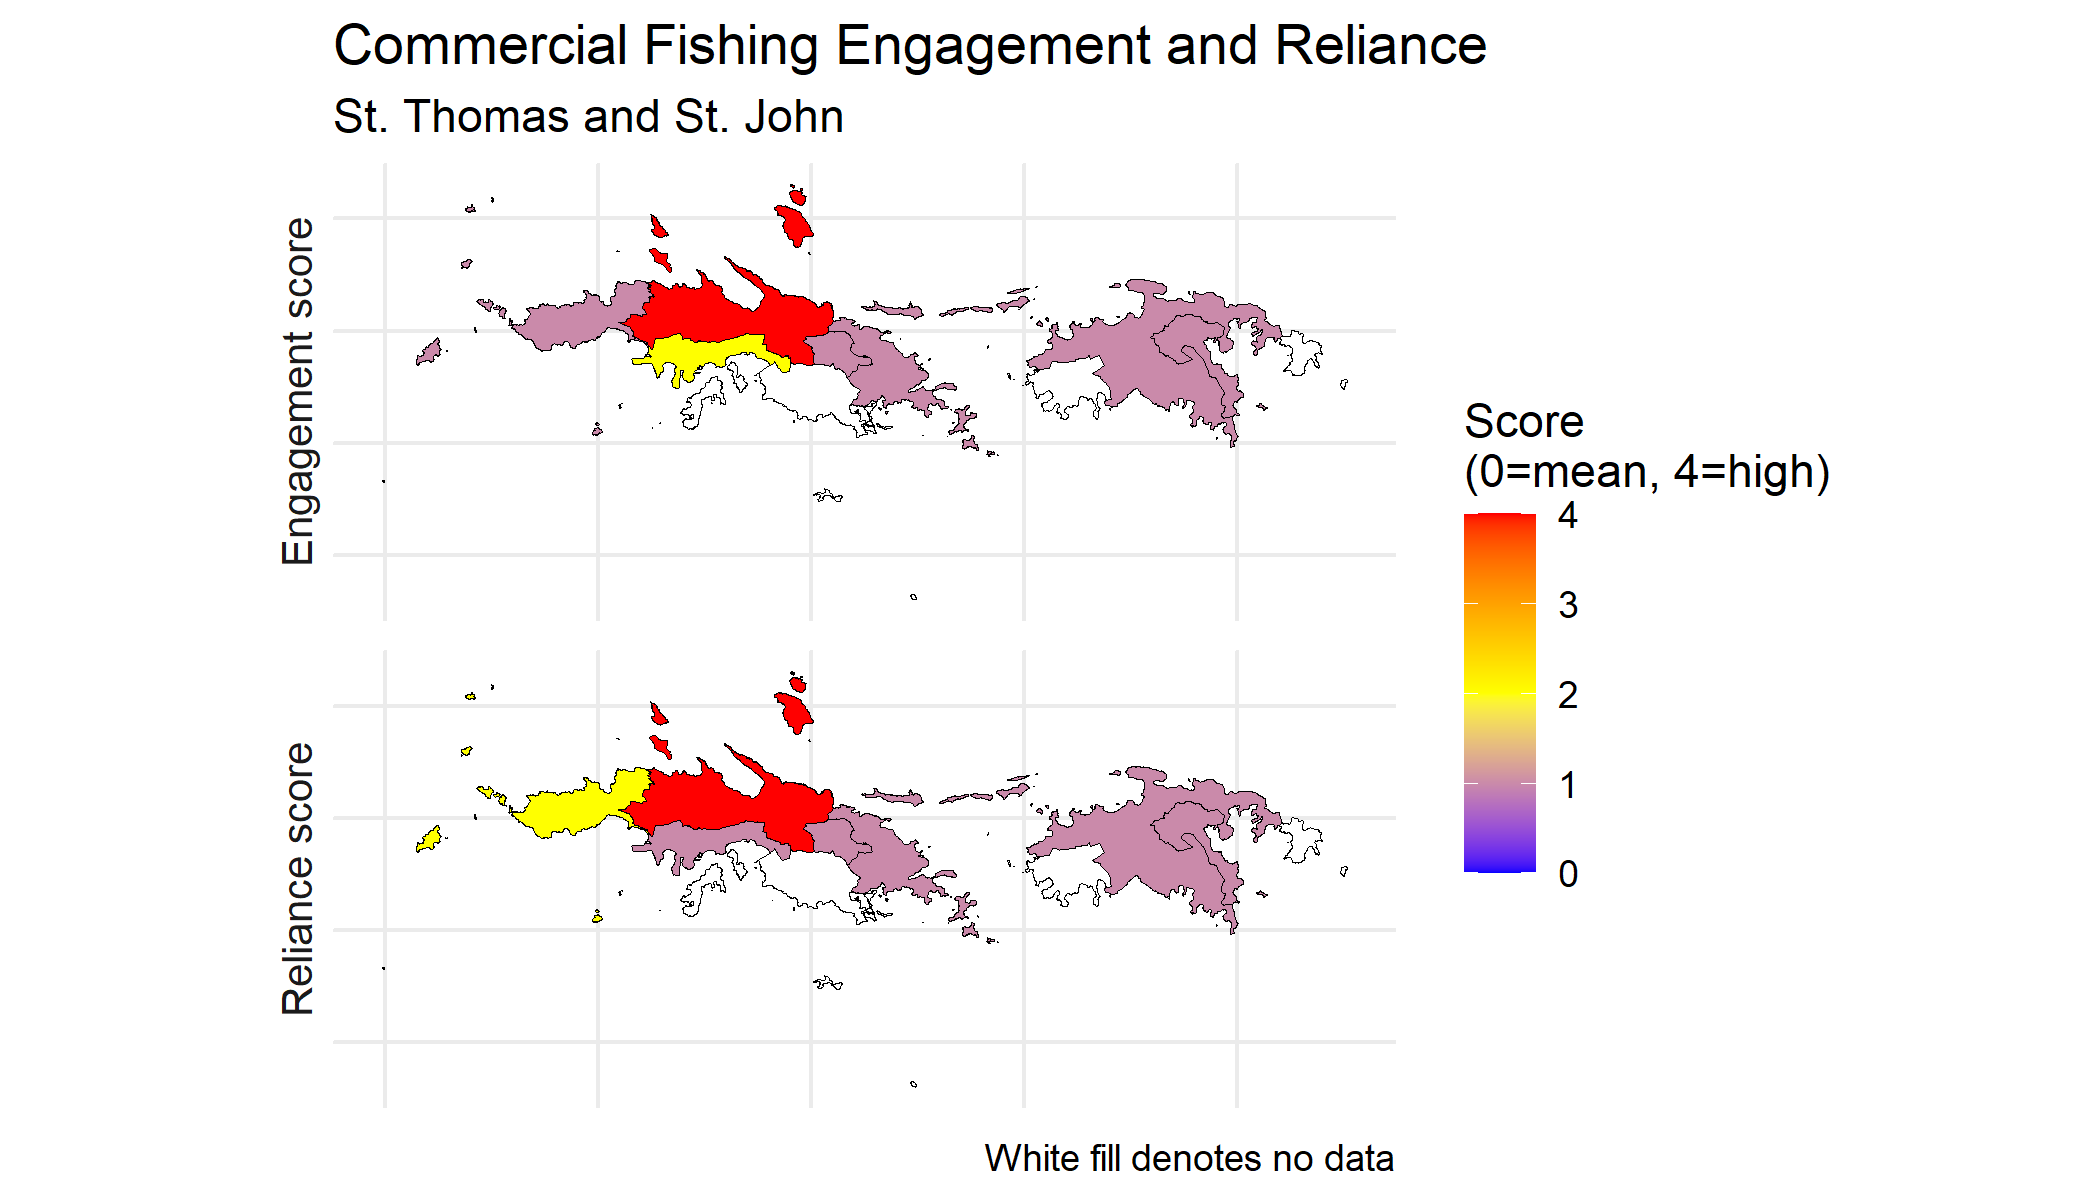 Commercial Fishing Engagement and Reliance
St. Thomas and St. John
Engagement score
Reliance score
Score
(0=mean, 4=high)
4
3
2
1
0
White fill denotes no data